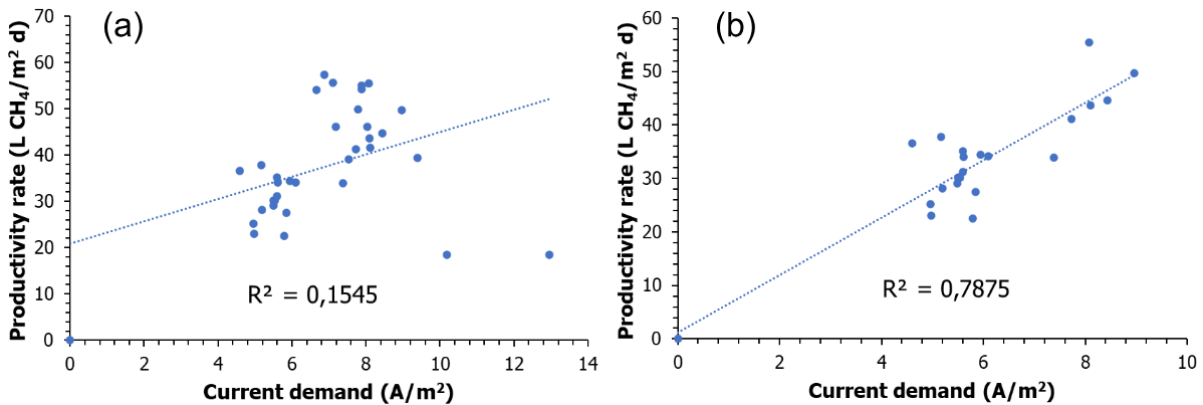 (a)
Productivity rate (L CH₄/m² d)
70
60
50
40
30
20
10
0
R² = 0,1545
0 2 4 6 8 10 12 14
Current demand (A/m²)
(b)
Productivity rate (L CH₄/m² d)
60
50
40
30
20
10
0
R² = 0,7875
0 2 4 6 8 10
Current demand (A/m²)